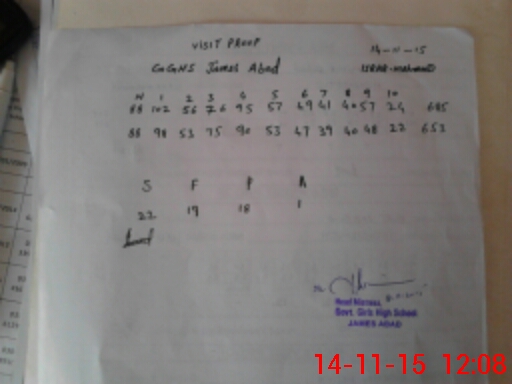 VISIT PROOF
14-11-15
GGHS James Abad
N 1 2 3 4 5 6 7 8 9 10
88 102 56 76 95 57 49 41 40 57 24 685
88 98 53 75 90 53 47 39 40 48 22 653
S F P A
22 19 18 1
Head Mistress
Govt. Girls High School
JAMES ABAD
14-11-15 12:08